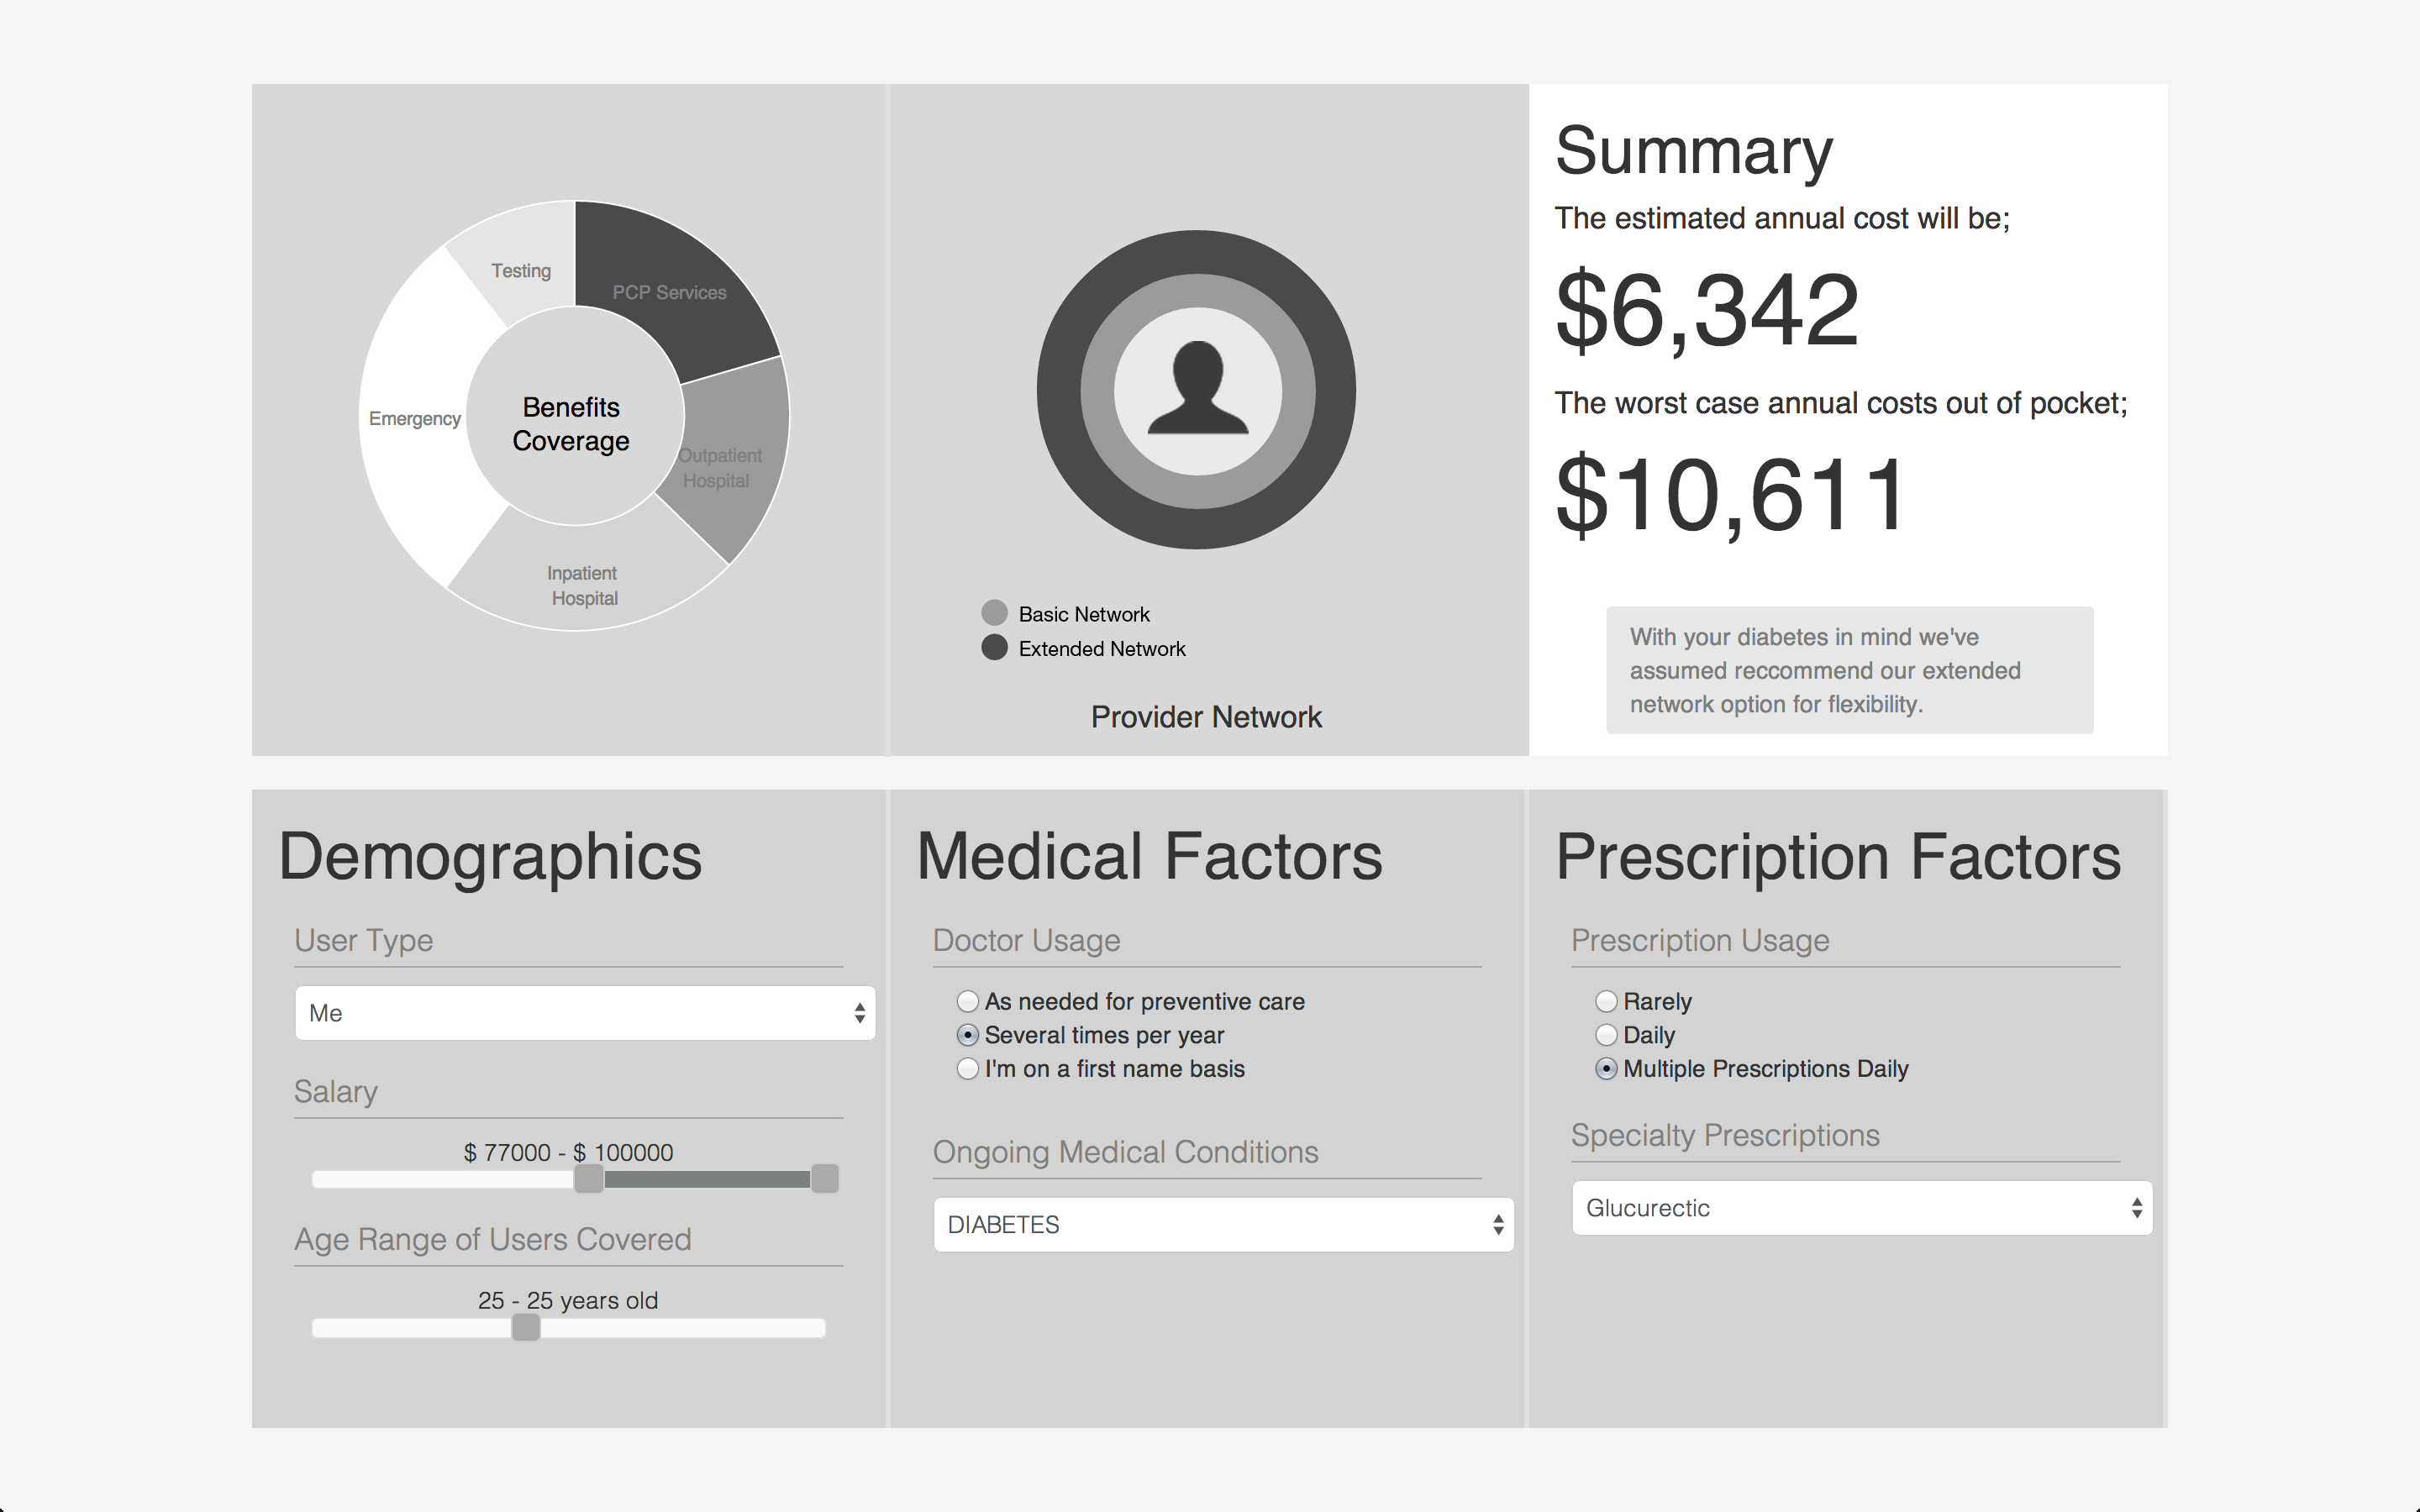 Testing
PCP Services
Emergency
Benefits
Coverage
Outpatient
Hospital
Inpatient
Hospital
Basic Network
Extended Network
Provider Network
Summary
The estimated annual cost will be;
$6,342
The worst case annual costs out of pocket;
$10,611
With your diabetes in mind we've
assumed reccommend our extended
network option for flexibility.
Demographics
User Type
Me
Salary
$ 77000 - $ 100000
Age Range of Users Covered
25 - 25 years old
Medical Factors
Doctor Usage
As needed for preventive care
Several times per year
I'm on a first name basis
Ongoing Medical Conditions
DIABETES
Prescription Factors
Prescription Usage
Rarely
Daily
Multiple Prescriptions Daily
Specialty Prescriptions
Glucurectic